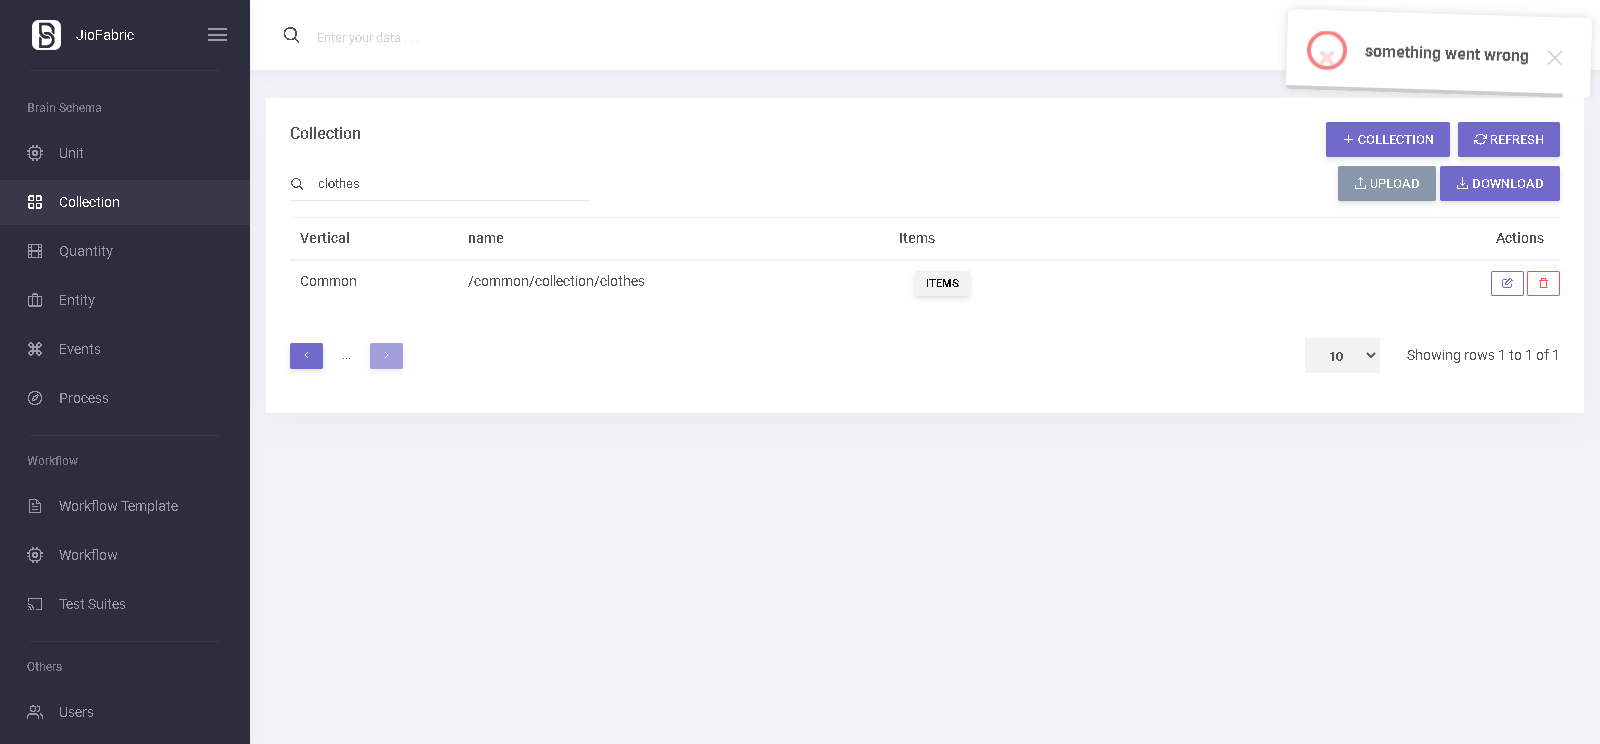 JioFabric
Enter your data . . .
something went wrong
Brain Schema
Unit
Collection
Quantity
Entity
Events
Process
Workflow
Workflow Template
Workflow
Test Suites
Others
Users
Collection
+ COLLECTION
REFRESH
clothes
UPLOAD
DOWNLOAD
Vertical name Items Actions
Common /common/collection/clothes ITEMS
...
10
Showing rows 1 to 1 of 1